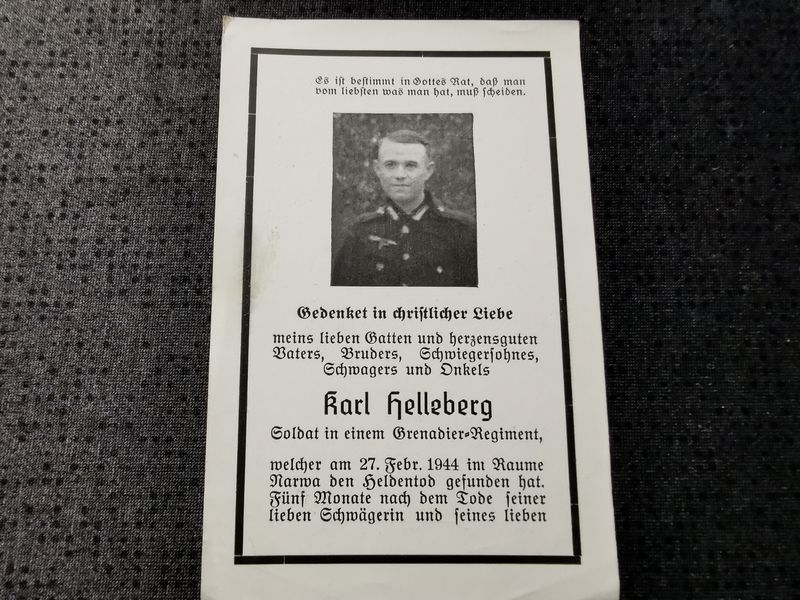 Es ist bestimmt in Gottes Rat, daß man
vom liebsten was man hat, muß scheiden.
Gedenket in christlicher Liebe
meins lieben Gatten und herzensguten
Vaters, Bruders, Schwiegersohnes,
Schwagers und Onkels
Karl Helleberg
Soldat in einem Grenadier-Regiment,
welcher am 27. Febr. 1944 im Raume
Narwa den Heldentod gefunden hat.
Fünf Monate nach dem Tode seiner
lieben Schwägerin und seines lieben